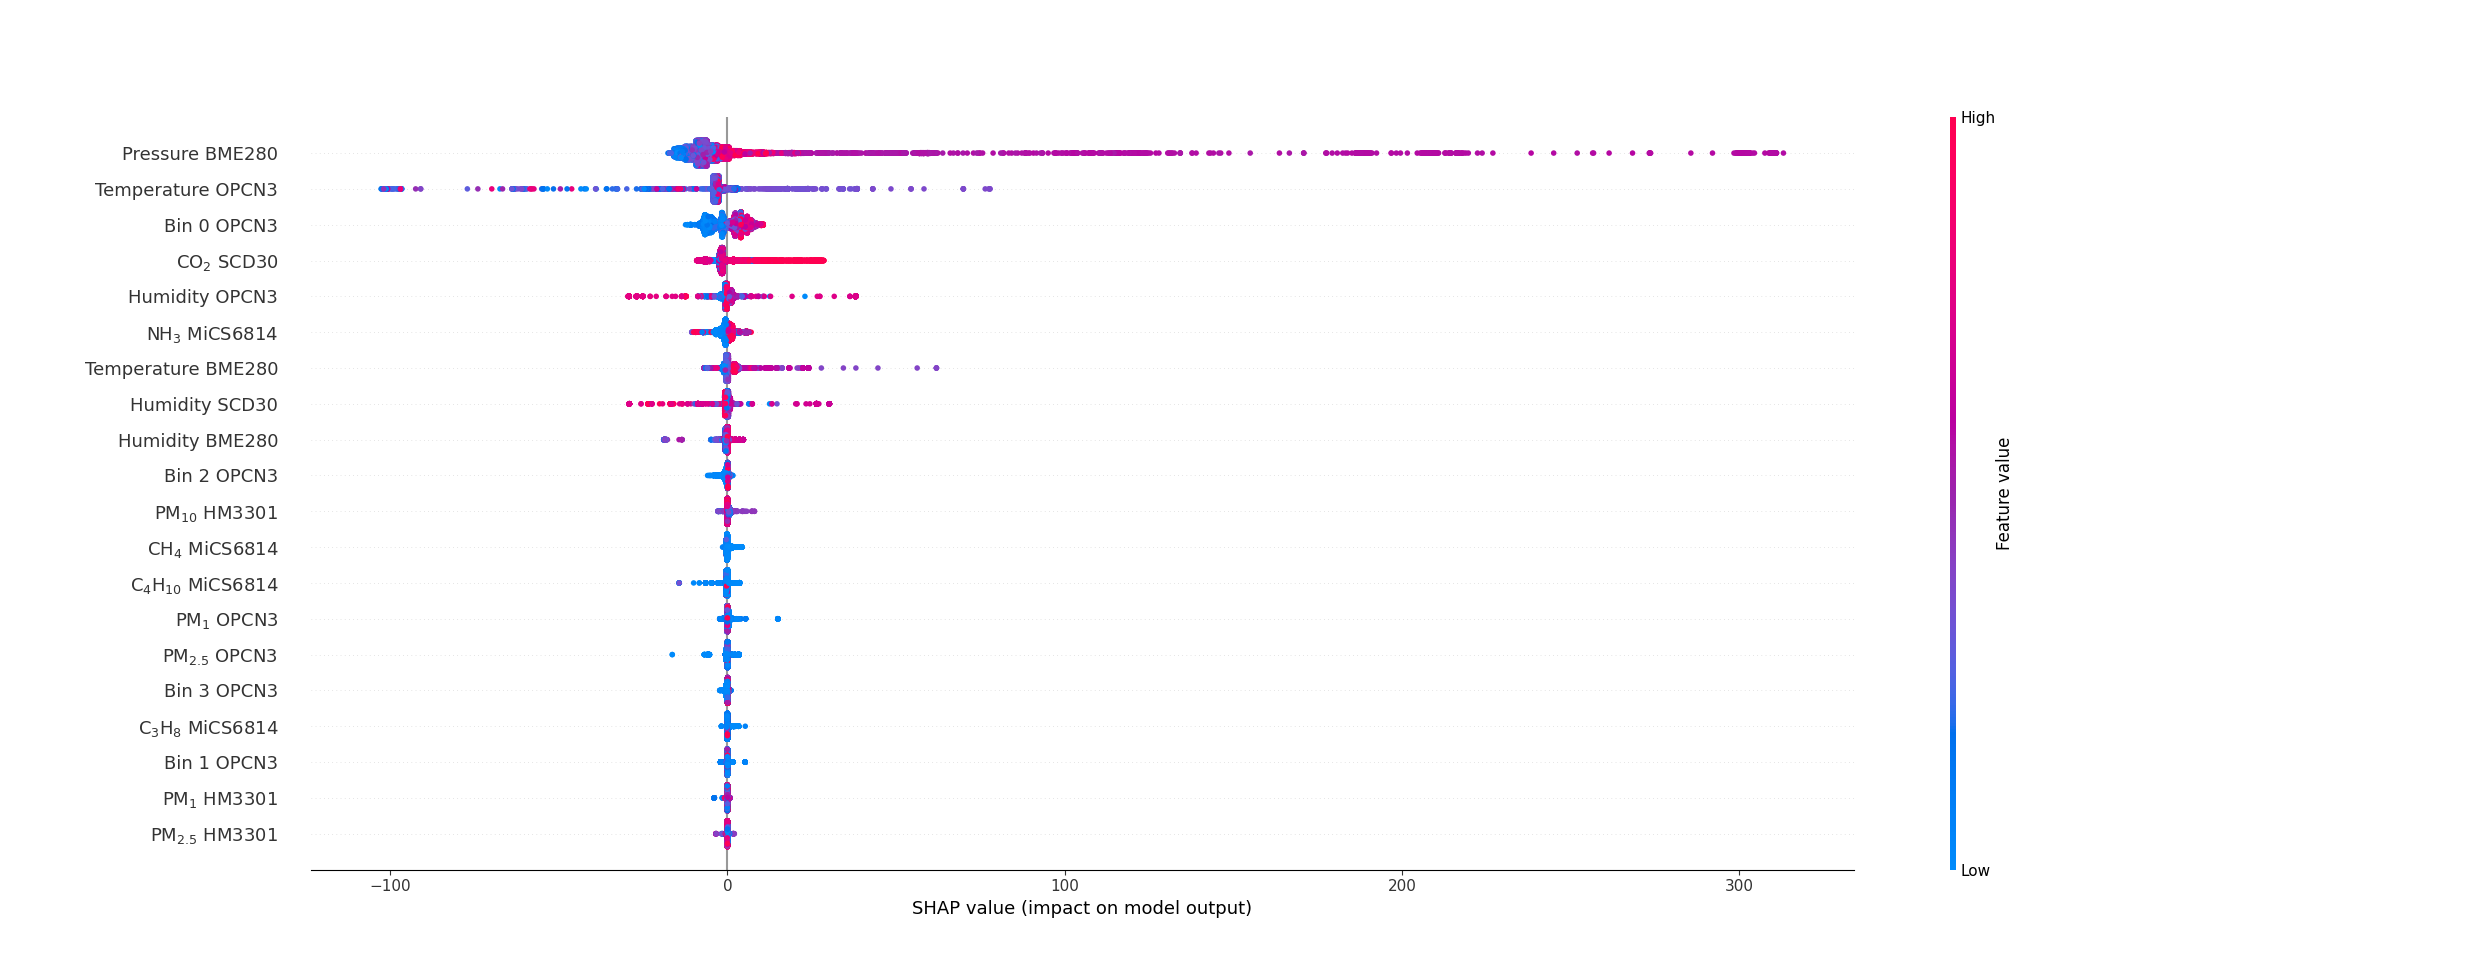 High
Pressure BME280
Temperature OPCN3
Bin 0 OPCN3
CO₂ SCD30
Humidity OPCN3
NH₃ MiCS6814
Temperature BME280
Humidity SCD30
Humidity BME280
Bin 2 OPCN3
PM₁₀ HM3301
CH₄ MiCS6814
C₄H₁₀ MiCS6814
PM₁ OPCN3
PM₂.₅ OPCN3
Bin 3 OPCN3
C₃H₈ MiCS6814
Bin 1 OPCN3
PM₁ HM3301
PM₂.₅ HM3301
Feature value
Low
−100 0 100 200 300
SHAP value (impact on model output)